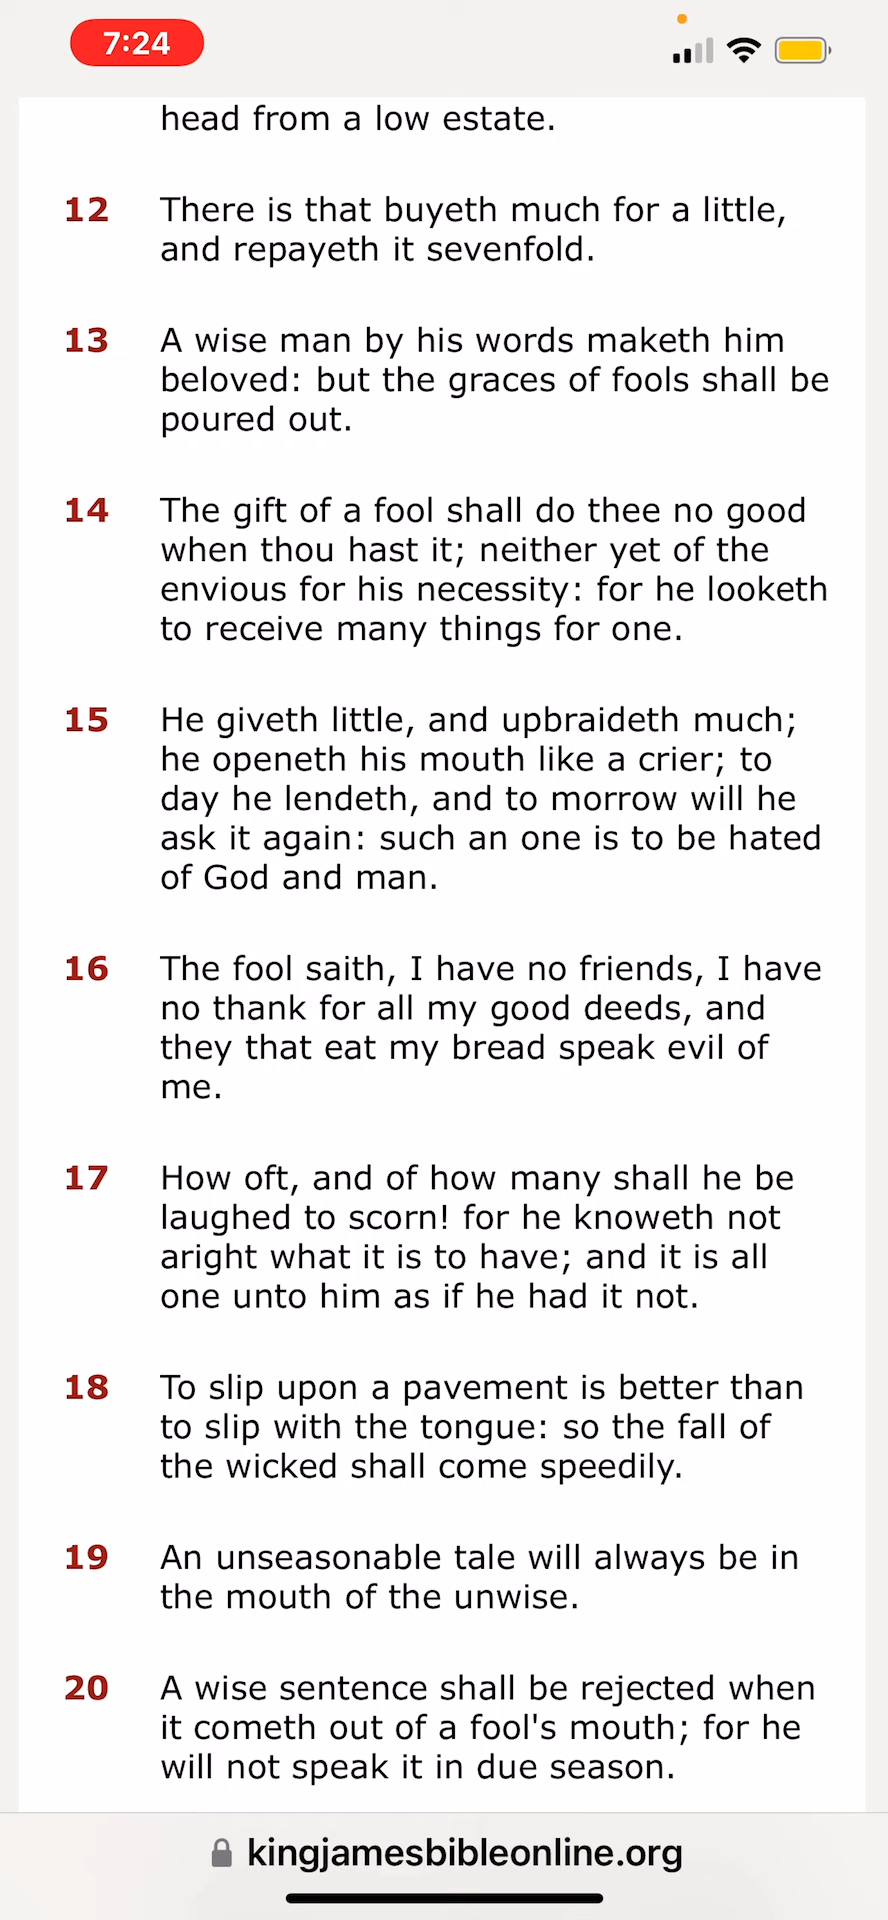 7:24
head from a low estate.
12 There is that buyeth much for a little,
and repayeth it sevenfold.
13 A wise man by his words maketh him
beloved: but the graces of fools shall be
poured out.
14 The gift of a fool shall do thee no good
when thou hast it; neither yet of the
envious for his necessity: for he looketh
to receive many things for one.
15 He giveth little, and upbraideth much;
he openeth his mouth like a crier; to
day he lendeth, and to morrow will he
ask it again: such an one is to be hated
of God and man.
16 The fool saith, I have no friends, I have
no thank for all my good deeds, and
they that eat my bread speak evil of
me.
17 How oft, and of how many shall he be
laughed to scorn! for he knoweth not
aright what it is to have; and it is all
one unto him as if he had it not.
18 To slip upon a pavement is better than
to slip with the tongue: so the fall of
the wicked shall come speedily.
19 An unseasonable tale will always be in
the mouth of the unwise.
20 A wise sentence shall be rejected when
it cometh out of a fool's mouth; for he
will not speak it in due season.
kingjamesbibleonline.org